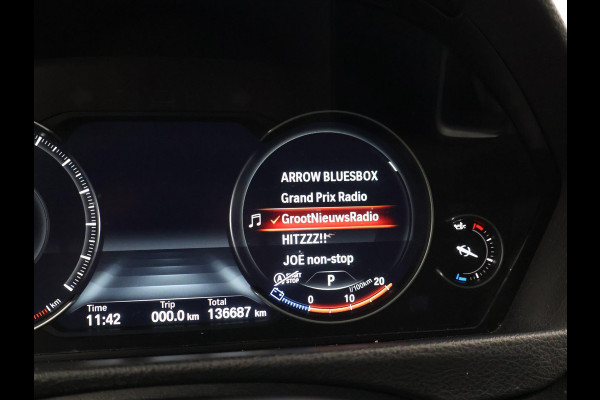 ARROW BLUESBOX
Grand Prix Radio
✓ GrootNieuwsRadio
HITZZZ!!
JOE non-stop
A START STOP
P
l/100km
0 10 20
km
Time Trip Total
11:42 000.0 km 136687 km